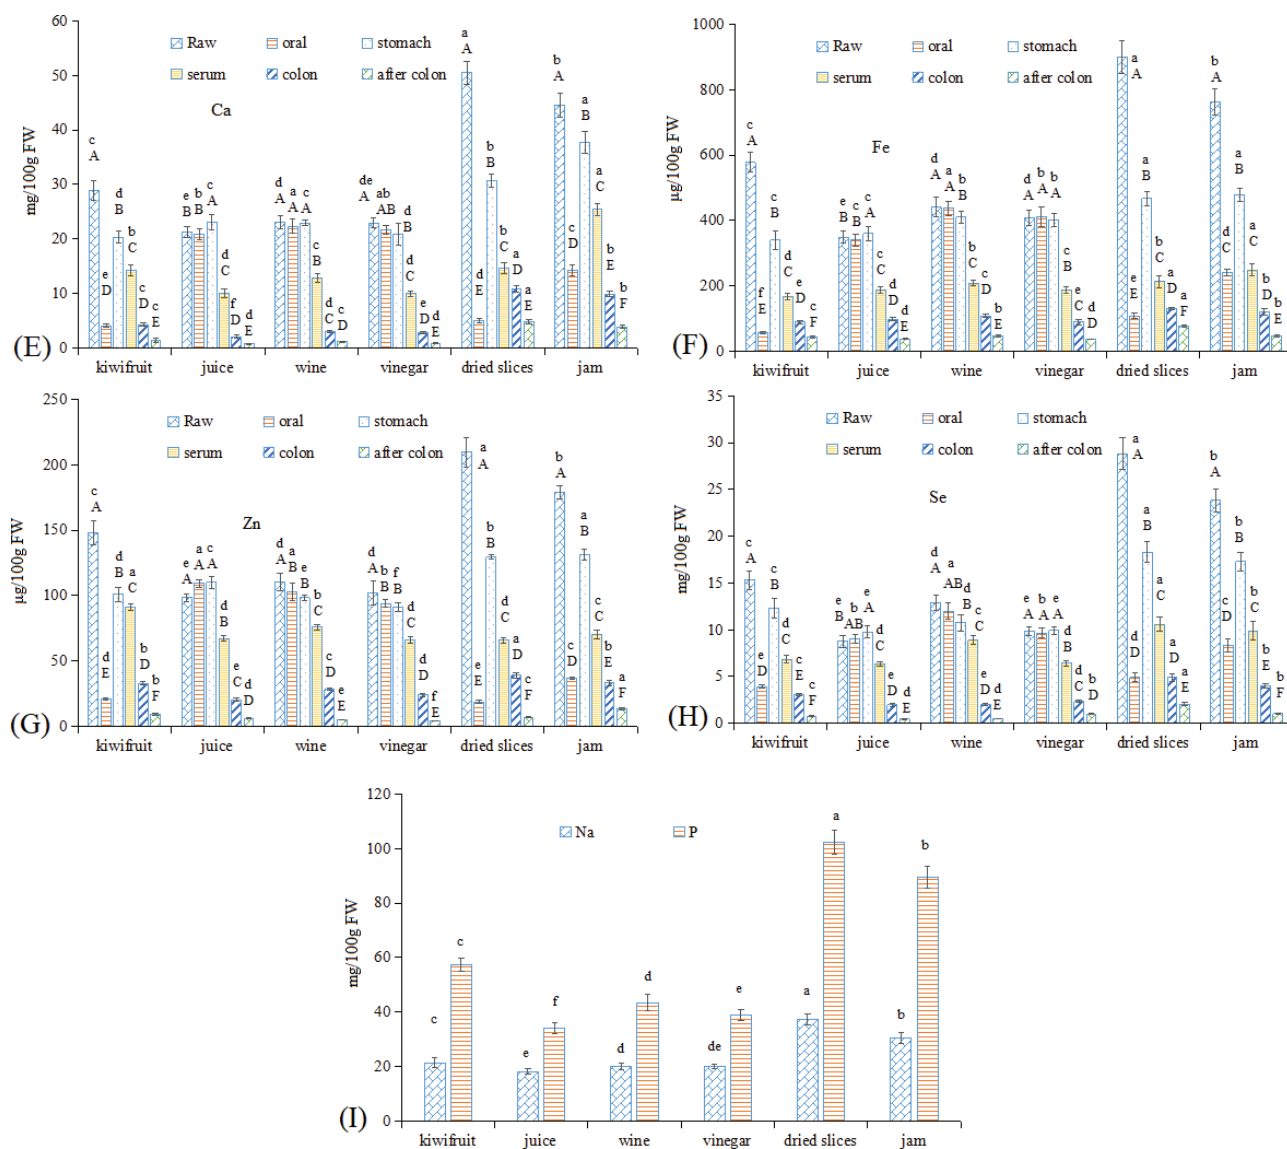 mg/100g FW
60
50
40
30
20
10
0
Raw oral stomach
serum colon after colon
Ca
c A
e D
d B
b C
c D
c E
e B
b B
c A
d C
f D
d E
d A
a A
c A
c B
d C
c D
de A
ab AB
d B
d C
e D
d E
a A
d E
b B
b C
a D
a E
b A
c D
a B
a C
b E
b F
kiwifruit juice wine vinegar dried slices jam
(E)
µg/100g FW
1000
800
600
400
200
0
Raw oral stomach
serum colon after colon
Fe
c A
f E
c B
d C
e D
c F
e B
c B
c A
c C
c D
d E
d A
a A
b B
b C
c D
b E
d A
b A
b A
c B
e C
d D
a A
e E
a B
b C
a D
a F
b A
d C
a B
a C
b D
b E
kiwifruit juice wine vinegar dried slices jam
(F)
µg/100g FW
250
200
150
100
50
0
Raw oral stomach
serum colon after colon
Zn
c A
d E
d B
a C
b D
b F
e A
a A
c A
d B
e C
d D
d A
a B
e B
b C
c D
e E
d A
b B
f B
d C
d D
f E
a A
e E
b B
d C
a D
c F
b A
c D
a B
c C
b E
a F
kiwifruit juice wine vinegar dried slices jam
(G)
mg/100g FW
35
30
25
20
15
10
5
0
Raw oral stomach
serum colon after colon
Se
c A
e D
c B
d C
c E
c F
e B
b AB
e A
d C
e D
d E
d A
a AB
d B
c C
e D
d E
e A
b A
e A
d B
d C
b D
a A
d E
a B
a C
a D
a E
b A
c D
b B
b C
b E
b F
kiwifruit juice wine vinegar dried slices jam
(H)
mg/100g FW
120
100
80
60
40
20
0
Na P
c c
e f
d d
de e
a a
b b
kiwifruit juice wine vinegar dried slices jam
(I)